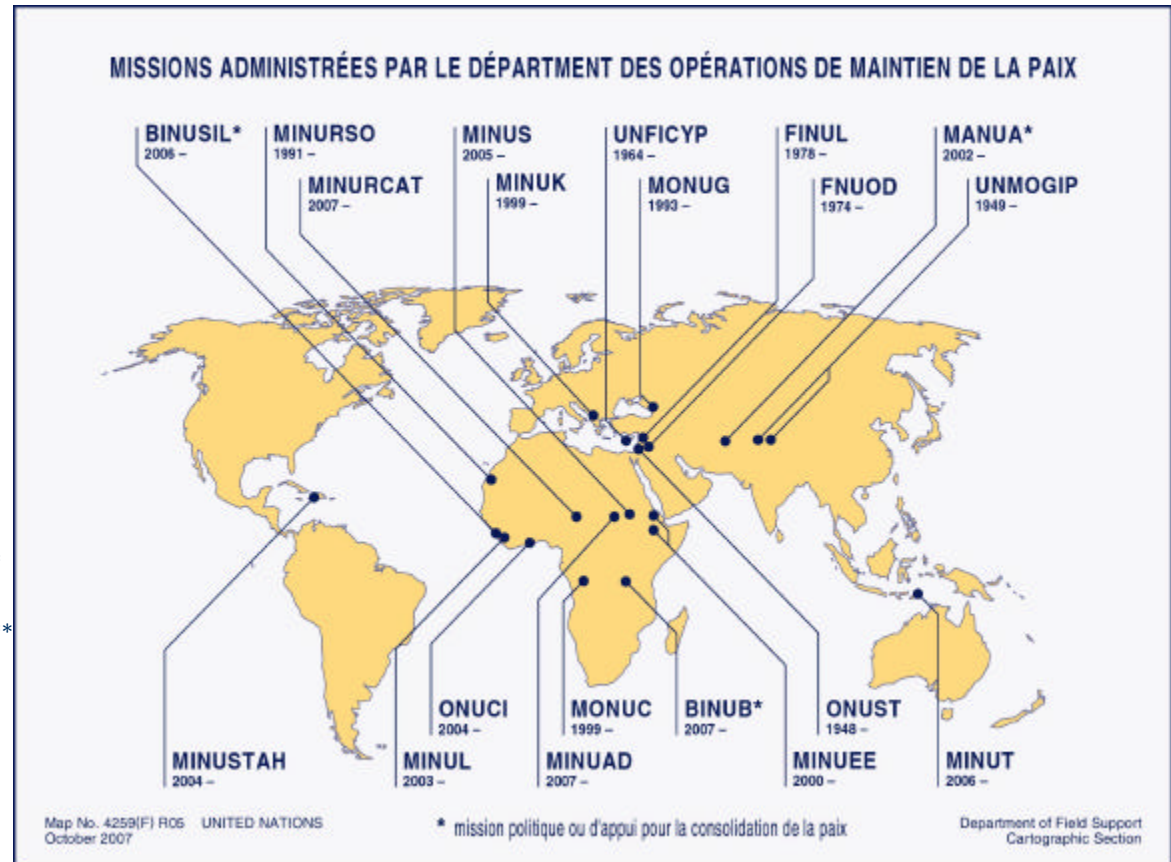 MISSIONS ADMINISTRÉES PAR LE DÉPARTMENT DES OPÉRATIONS DE MAINTIEN DE LA PAIX
BINUSIL*
2006 –
MINURSO
1991 –
MINUS
2005 –
UNFICYP
1964 –
FINUL
1978 –
MANUA*
2002 –
MINURCAT
2007 –
MINUK
1999 –
MONUG
1993 –
FNUOD
1974 –
UNMOGIP
1949 –
*
ONUCI
2004 –
MONUC
1999 –
BINUB*
2007 –
ONUST
1948 –
MINUSTAH
2004 –
MINUL
2003 –
MINUAD
2007 –
MINUEE
2000 –
MINUT
2006 –
Map No. 4259(F) R05 UNITED NATIONS
October 2007
* mission politique ou d'appui pour la consolidation de la paix
Department of Field Support
Cartographic Section